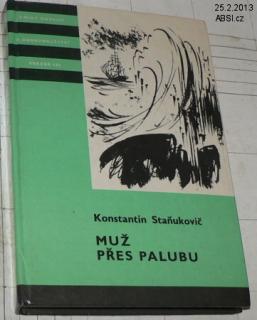 25.2.2013
ABSI.cz
Konstantin Staňukovič
MUŽ
PŘES PALUBU